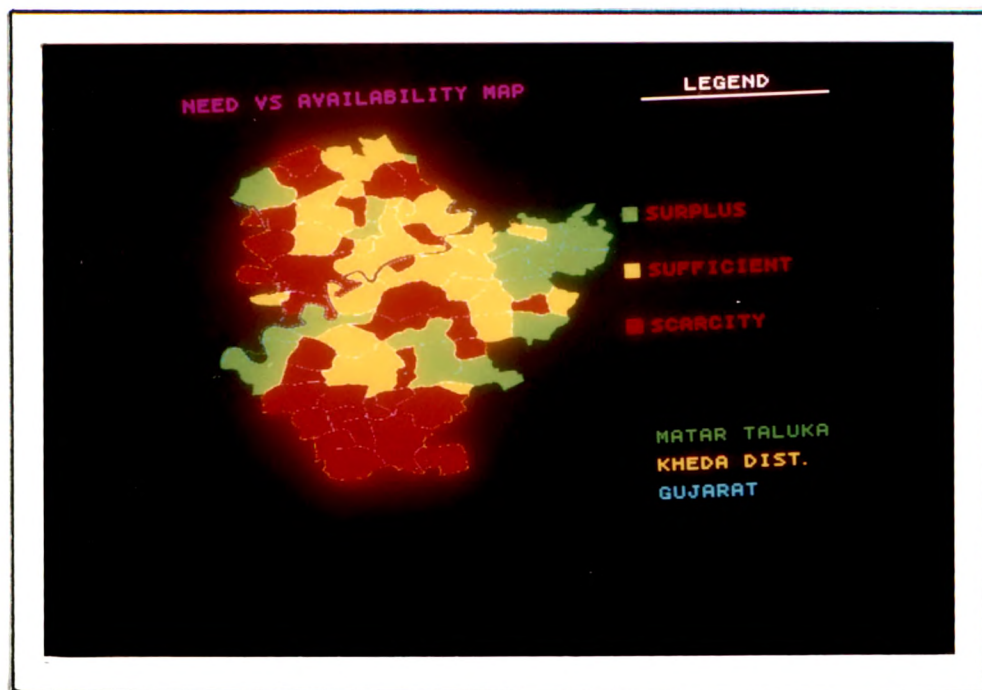 NEED VS AVAILABILITY MAP
LEGEND
SURPLUS
SUFFICIENT
SCARCITY
MATAR TALUKA
KHEDA DIST.
GUJARAT